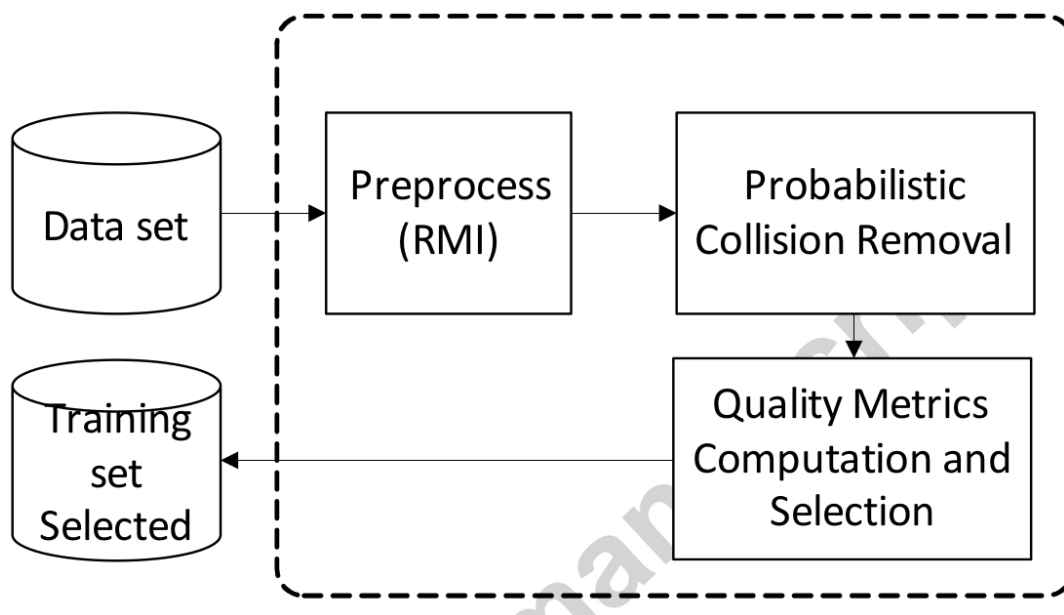 Data set
Preprocess
(RMI)
Probabilistic
Collision Removal
Quality Metrics
Computation and
Selection
Training
set
Selected